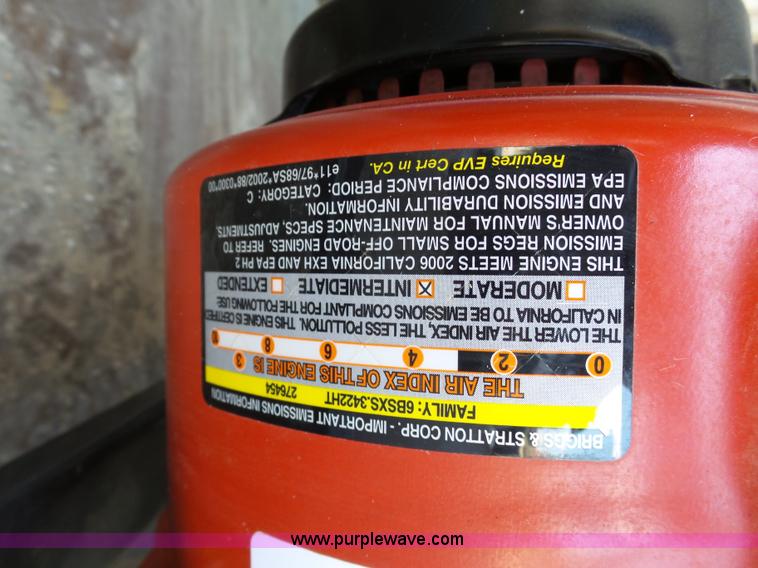 BRIGGS & STRATTON CORP. - IMPORTANT EMISSIONS INFORMATION
FAMILY: 6BSXS.3422HT 276454
THE AIR INDEX OF THIS ENGINE IS 3
0 2 4 6 8 10
THE LOWER THE AIR INDEX, THE LESS POLLUTION. THIS ENGINE IS CERTIFIED
IN CALIFORNIA TO BE EMISSIONS COMPLIANT FOR THE FOLLOWING USE:
MODERATE INTERMEDIATE EXTENDED
THIS ENGINE MEETS 2006 CALIFORNIA EXH AND EPA PH 2
EMISSION REGS FOR SMALL OFF-ROAD ENGINES. REFER TO
OWNER'S MANUAL FOR MAINTENANCE SPECS, ADJUSTMENTS,
AND EMISSION DURABILITY INFORMATION.
EPA EMISSIONS COMPLIANCE PERIOD: CATEGORY: C
Requires EVP Cert in CA. e11*97/68SA*2002/88*0300*00
www.purplewave.com